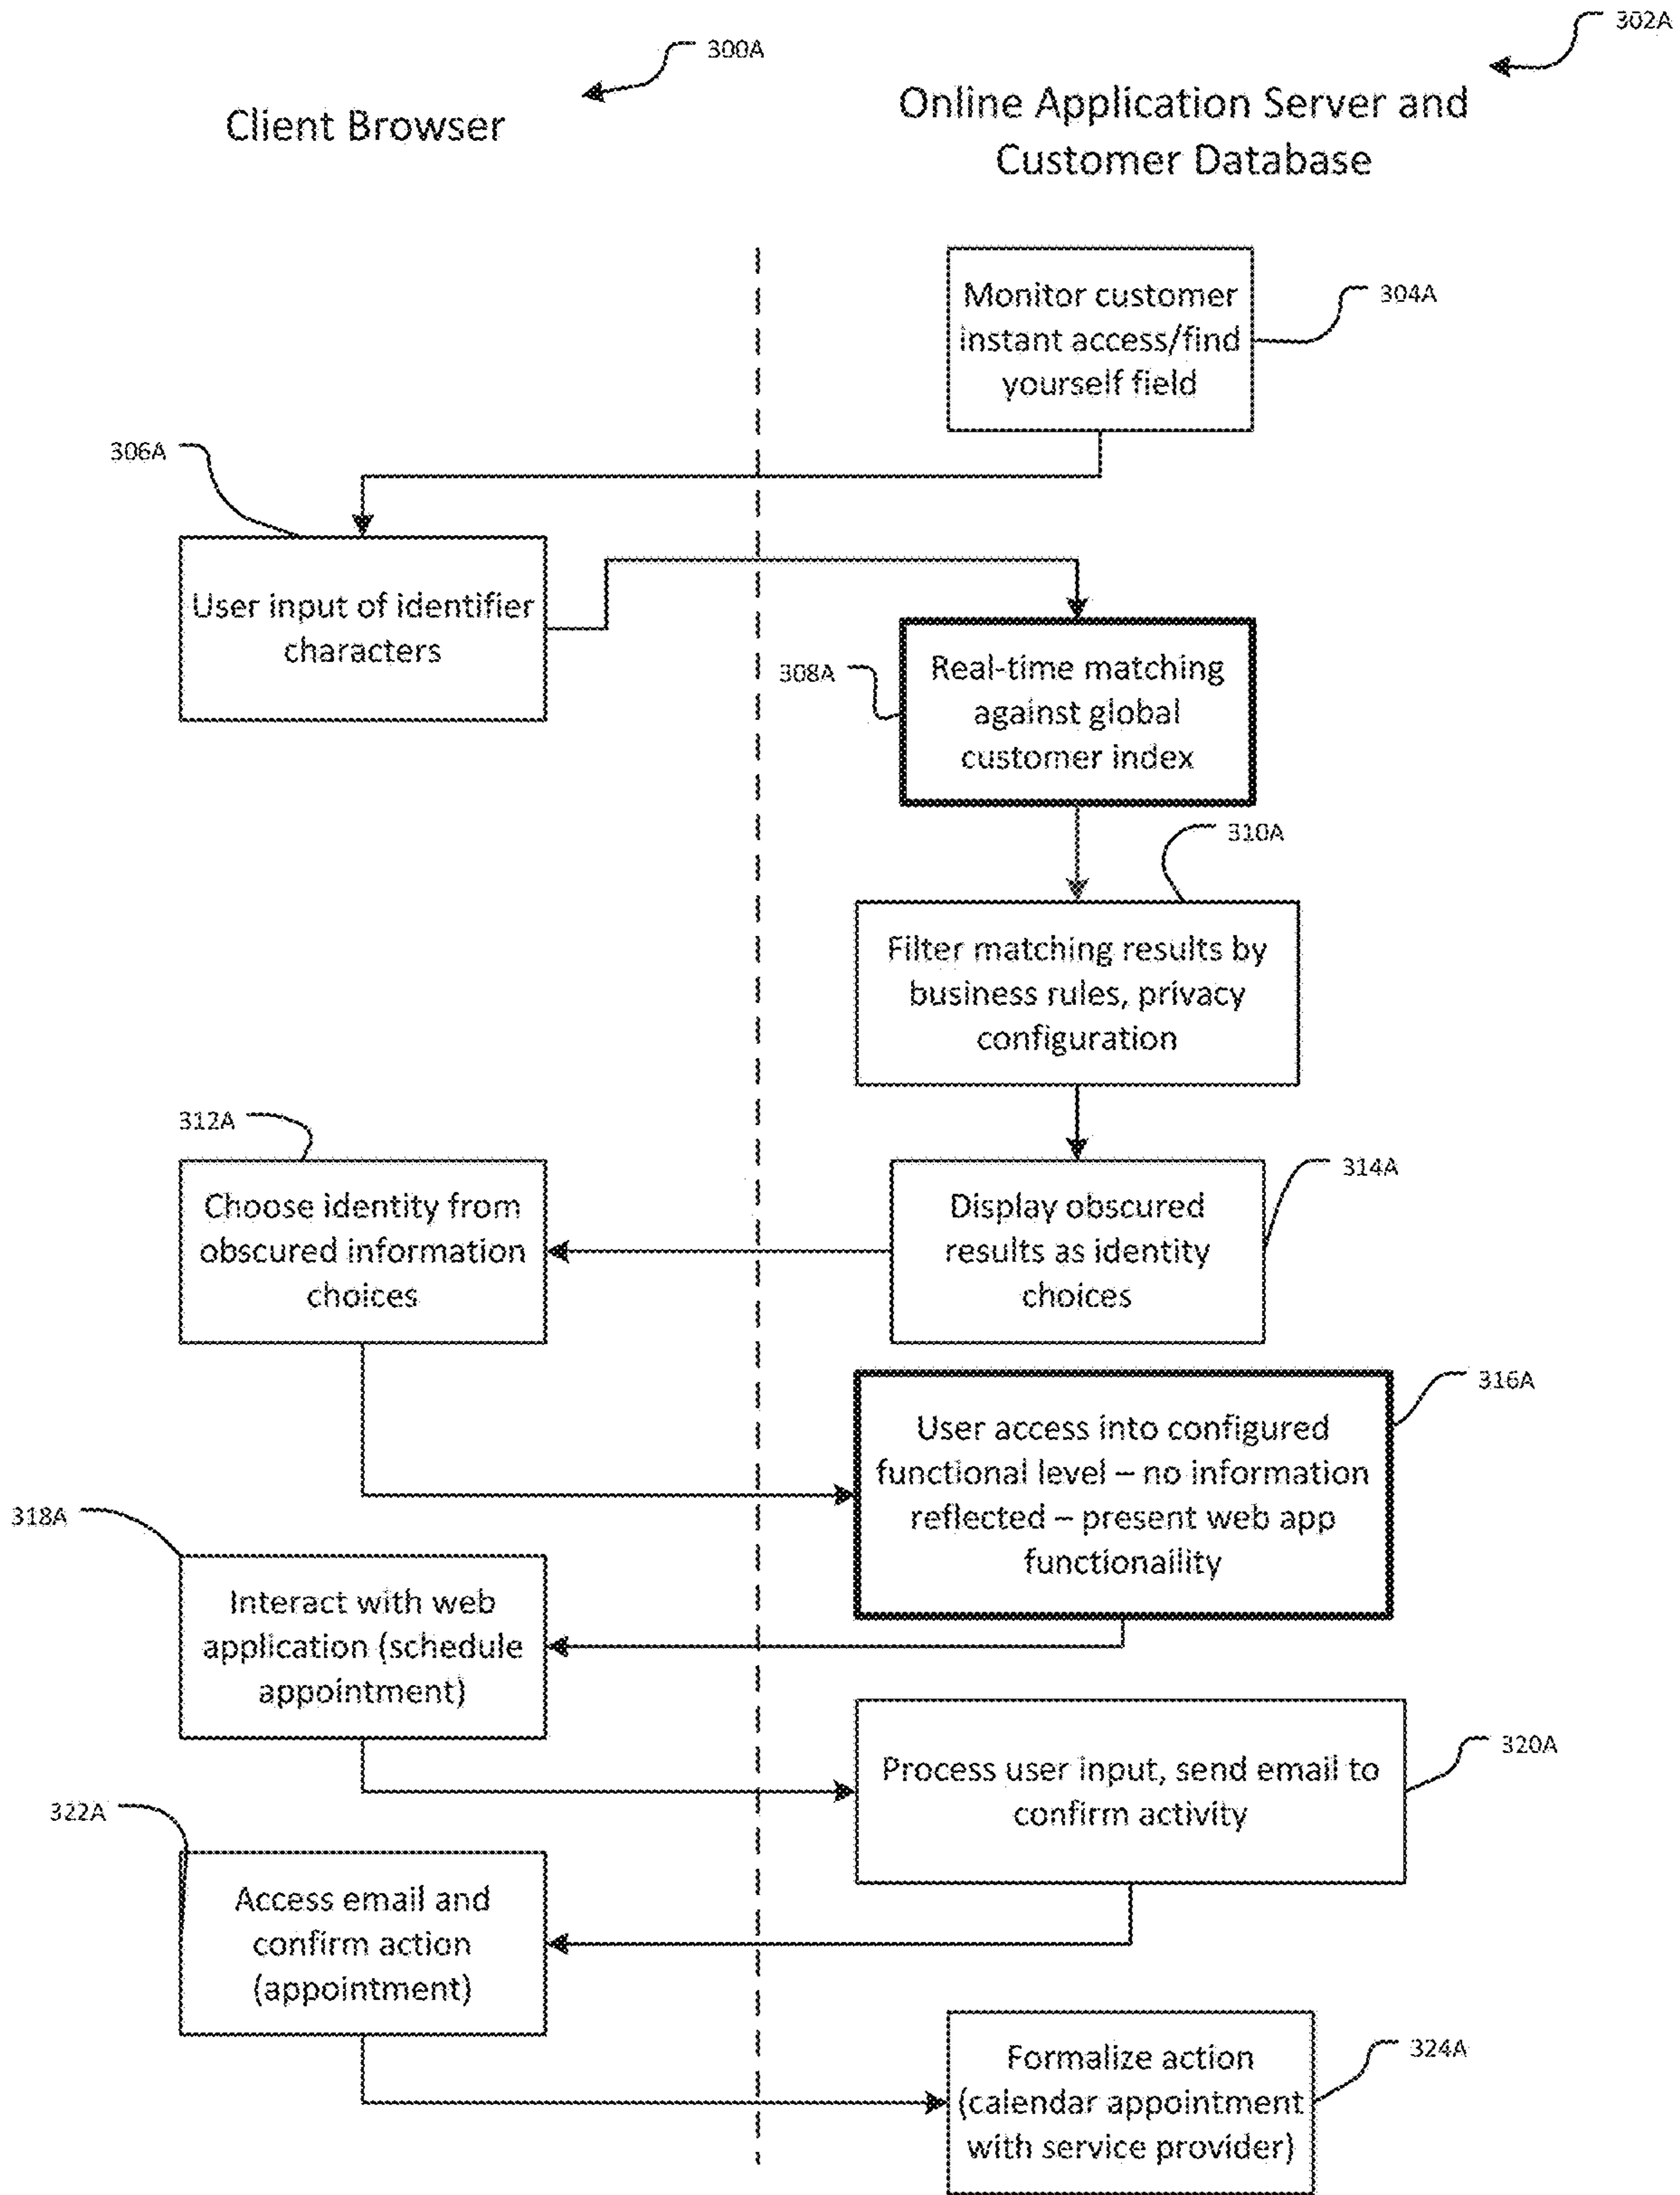 302A
300A
Client Browser
Online Application Server and
Customer Database
Monitor customer
instant access/find
yourself field
304A
306A
User input of identifier
characters
308A
Real-time matching
against global
customer index
310A
Filter matching results by
business rules, privacy
configuration
312A
Choose identity from
obscured information
choices
314A
Display obscured
results as identity
choices
316A
User access into configured
functional level – no information
reflected – present web app
functionaility
318A
Interact with web
application (schedule
appointment)
320A
Process user input, send email to
confirm activity
322A
Access email and
confirm action
(appointment)
324A
Formalize action
(calendar appointment
with service provider)